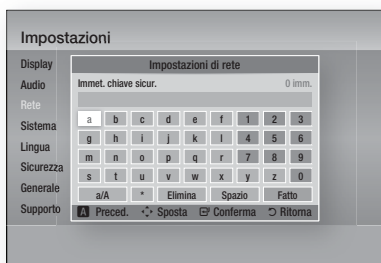 Impostazioni
Display
Audio
Rete
Sistema
Lingua
Sicurezza
Generale
Supporto
Impostazioni di rete
Immet. chiave sicur. 0 imm.
a b c d e f 1 2 3
g h i j k l 4 5 6
m n o p q r 7 8 9
s t u v w x y z 0
a/A * Elimina Spazio Fatto
A Preced. Sposta Conferma Ritorna